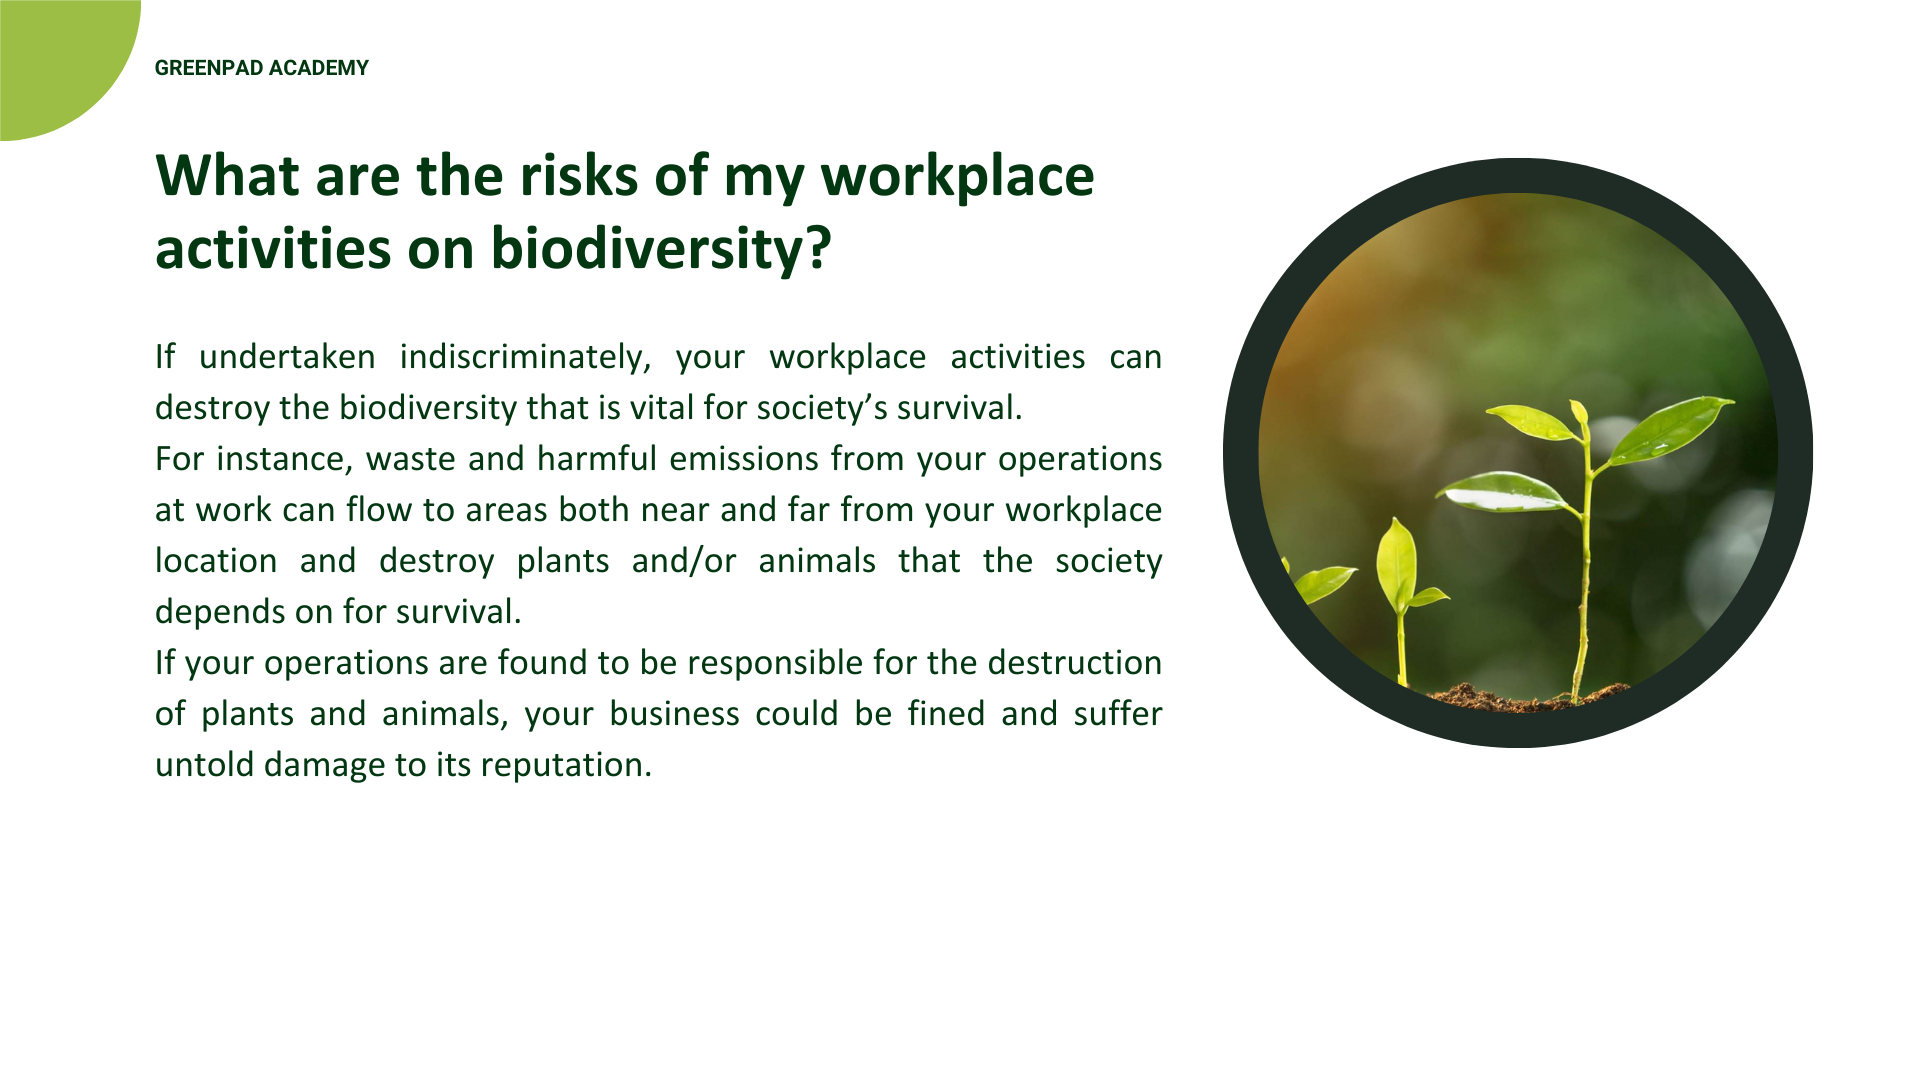 GREENPAD ACADEMY
What are the risks of my workplace
activities on biodiversity?
If undertaken indiscriminately, your workplace activities can
destroy the biodiversity that is vital for society’s survival.
For instance, waste and harmful emissions from your operations
at work can flow to areas both near and far from your workplace
location and destroy plants and/or animals that the society
depends on for survival.
If your operations are found to be responsible for the destruction
of plants and animals, your business could be fined and suffer
untold damage to its reputation.